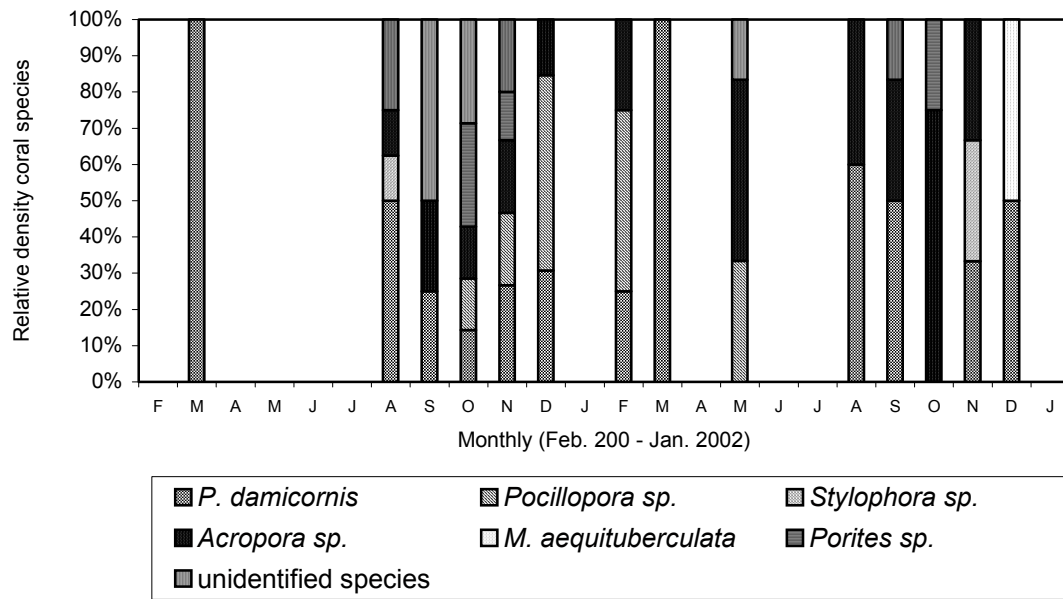 100%
90%
80%
70%
60%
50%
40%
30%
20%
10%
0%
Relative density coral species
F M A M J J A S O N D J F M A M J J A S O N D J
Monthly (Feb. 200 - Jan. 2002)
P. damicornis Pocillopora sp. Stylophora sp.
Acropora sp. M. aequituberculata Porites sp.
unidentified species